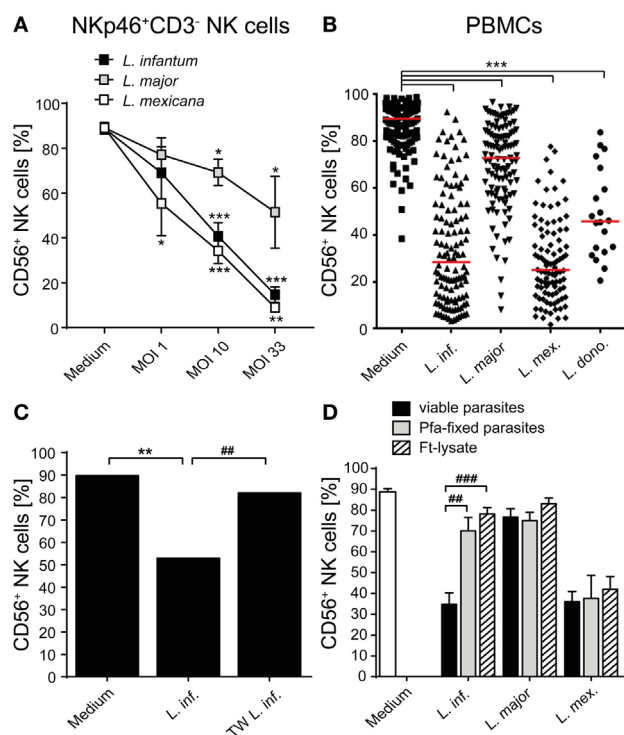 A NKp46+CD3- NK cells
L. infantum
L. major
L. mexicana
CD56+ NK cells [%]
100
80
60
40
20
0
*
*
***
***
***
*
**
Medium
MOI 1
MOI 10
MOI 33
B PBMCs
***
CD56+ NK cells [%]
100
80
60
40
20
0
Medium
L. inf.
L. major
L. mex.
L. dono.
C
CD56+ NK cells [%]
100
90
80
70
60
50
40
30
20
10
0
**
##
Medium
L. inf.
TW L. inf.
D
viable parasites
Pfa-fixed parasites
Ft-lysate
CD56+ NK cells [%]
100
90
80
70
60
50
40
30
20
10
0
###
##
Medium
L. inf.
L. major
L. mex.